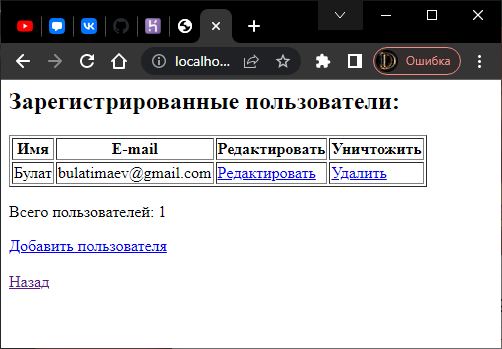 localho...
Ошибка
Зарегистрированные пользователи:
Имя E-mail Редактировать Уничтожить
Булат bulatimaev@gmail.com Редактировать Удалить
Всего пользователей: 1
Добавить пользователя
Назад